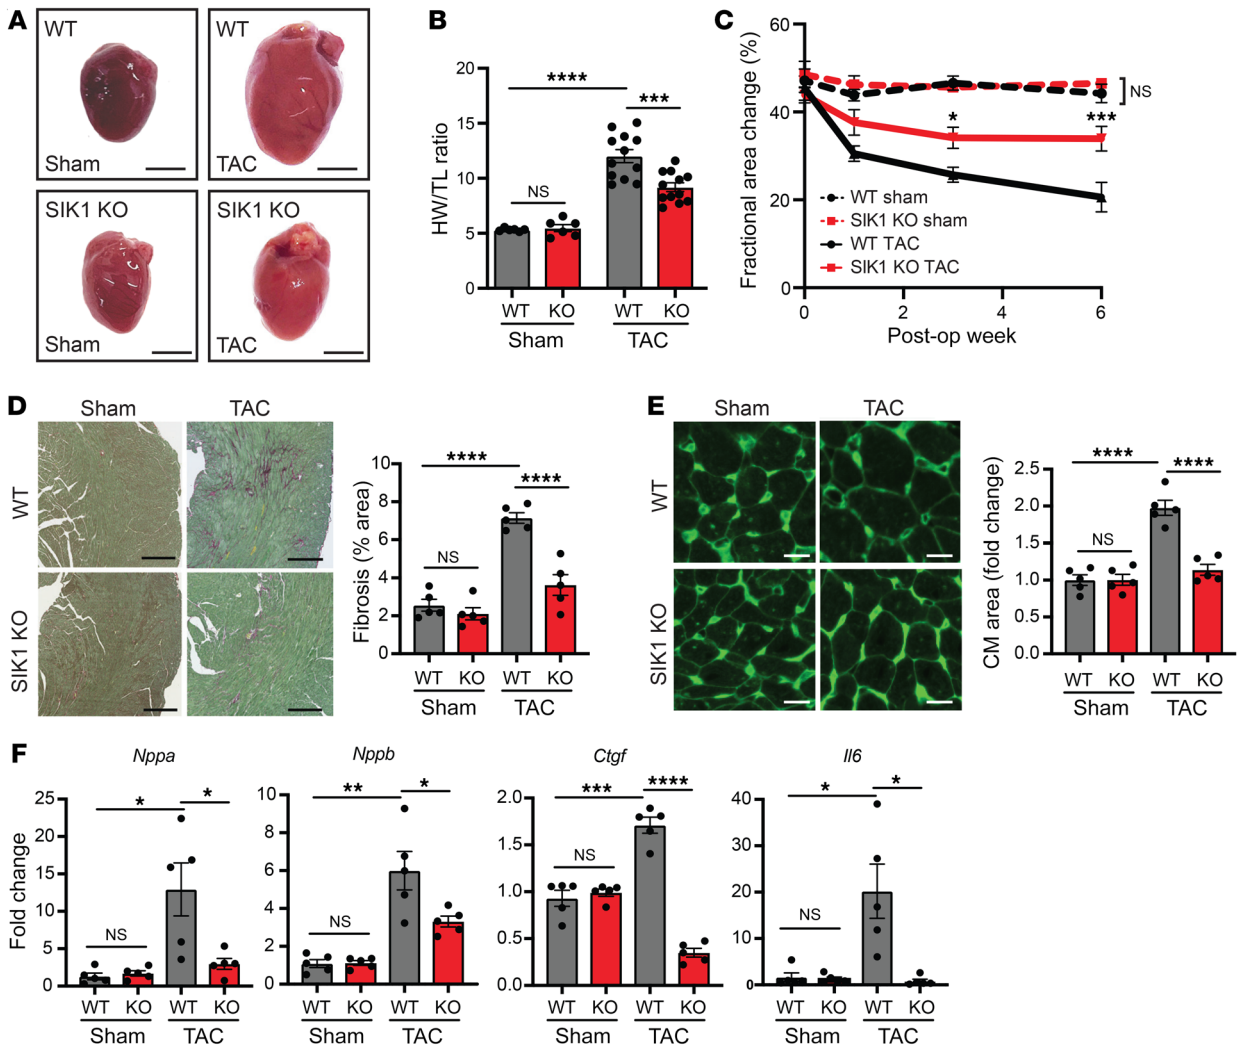 A
WT
Sham
WT
TAC
SIK1 KO
Sham
SIK1 KO
TAC
B
HW/TL ratio
20
15
10
5
0
****
***
NS
WT KO WT KO
Sham TAC
C
Fractional area change (%)
60
40
20
0
NS
* ***
WT sham
SIK1 KO sham
WT TAC
SIK1 KO TAC
0 2 4 6
Post-op week
D
Sham TAC
WT
SIK1 KO
Fibrosis (% area)
10
8
6
4
2
0
****
****
NS
WT KO WT KO
Sham TAC
E
Sham TAC
WT
SIK1 KO
CM area (fold change)
2.5
2.0
1.5
1.0
0.5
0.0
****
****
NS
WT KO WT KO
Sham TAC
F
Fold change
Nppa
25
20
15
10
5
0
* *
NS
WT KO WT KO
Sham TAC
Nppb
10
8
6
4
2
0
** *
NS
WT KO WT KO
Sham TAC
Ctgf
2.0
1.5
1.0
0.5
0.0
*** ****
NS
WT KO WT KO
Sham TAC
Il6
40
30
20
10
0
* *
NS
WT KO WT KO
Sham TAC